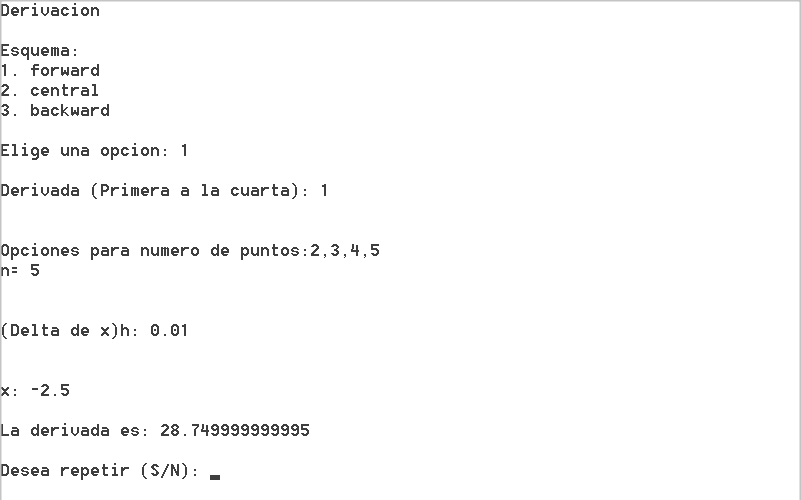 Derivacion
Esquema:
1. forward
2. central
3. backward
Elige una opcion: 1
Derivada (Primera a la cuarta): 1
Opciones para numero de puntos:2,3,4,5
n= 5
(Delta de x)h: 0.01
x: -2.5
La derivada es: 28.749999999995
Desea repetir (S/N): _